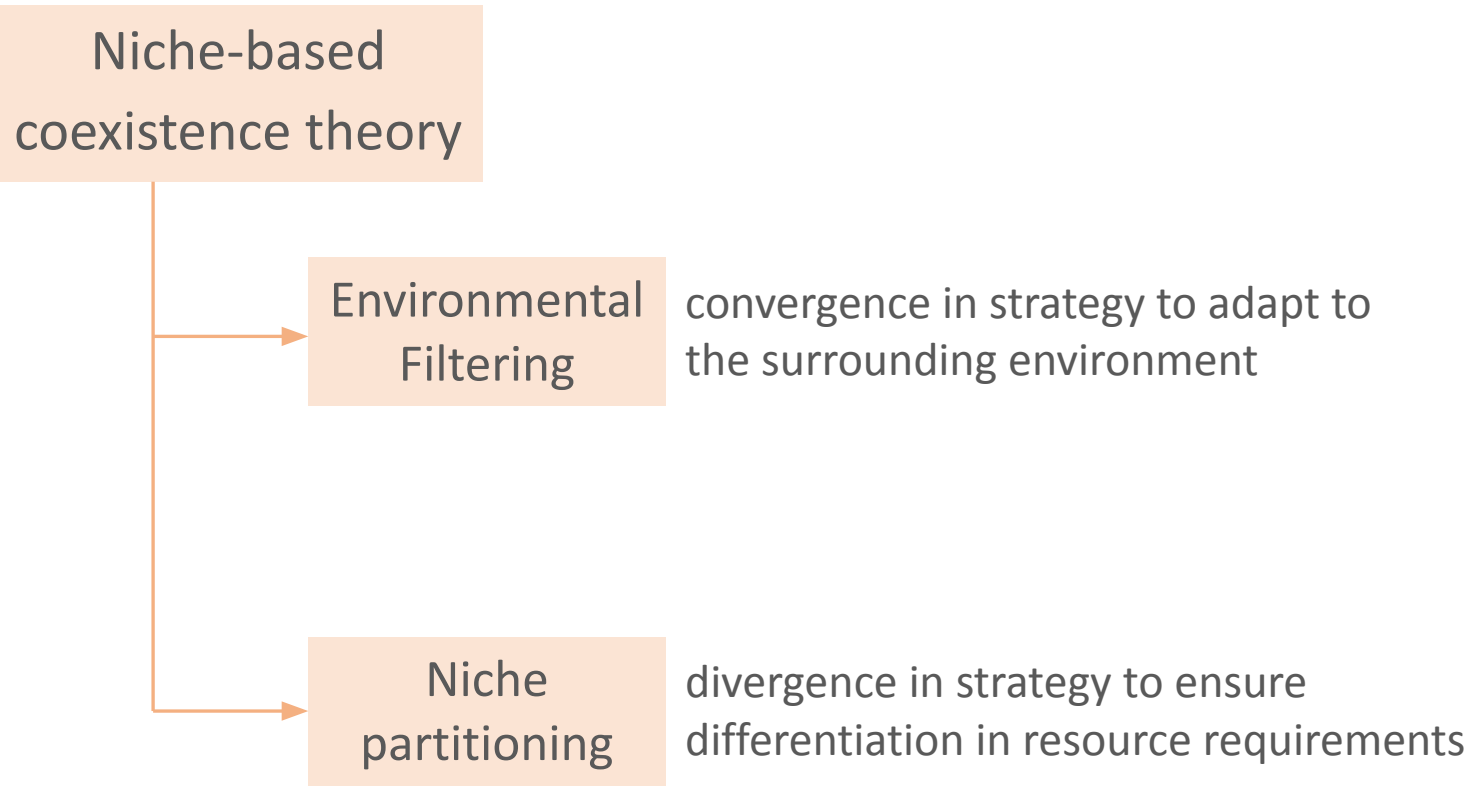 Niche-based
coexistence theory
Environmental
Filtering
convergence in strategy to adapt to
the surrounding environment
Niche
partitioning
divergence in strategy to ensure
differentiation in resource requirements